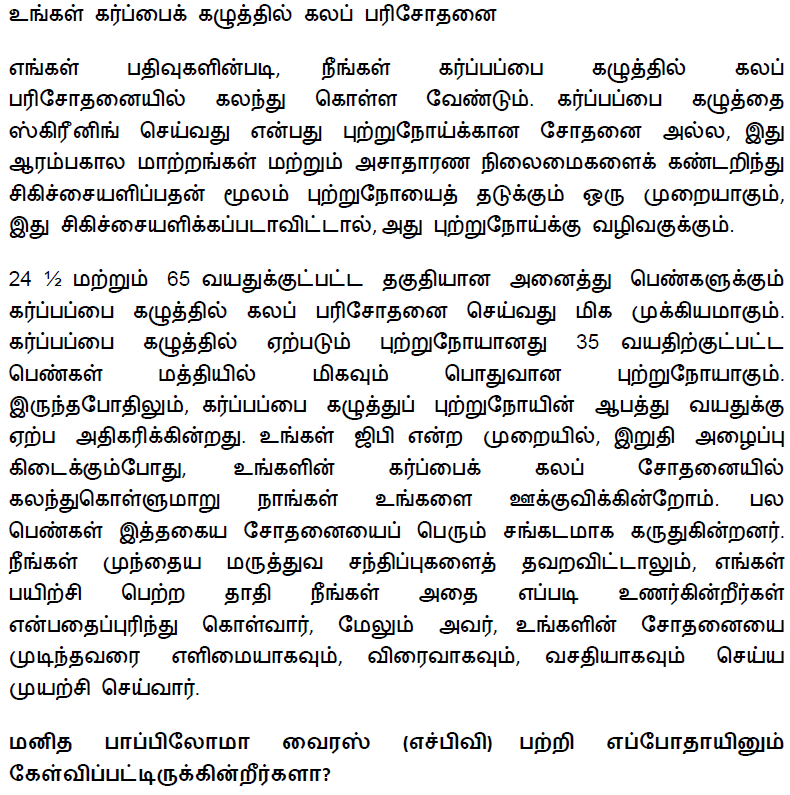 உங்கள் கர்ப்பைக் கழுத்தில் கலப் பரிசோதனை
எங்கள் பதிவுகளின்படி, நீங்கள் கர்ப்பப்பை கழுத்தில் கலப்
பரிசோதனையில் கலந்து கொள்ள வேண்டும். கர்ப்பப்பை கழுத்தை
ஸ்கிரீனிங் செய்வது என்பது புற்றுநோய்க்கான சோதனை அல்ல, இது
ஆரம்பகால மாற்றங்கள் மற்றும் அசாதாரண நிலைமைகளைக் கண்டறிந்து
சிகிச்சையளிப்பதன் மூலம் புற்றுநோயைத் தடுக்கும் ஒரு முறையாகும்,
இது சிகிச்சையளிக்கப்படாவிட்டால், அது புற்றுநோய்க்கு வழிவகுக்கும்.
24 ½ மற்றும் 65 வயதுக்குட்பட்ட தகுதியான அனைத்து பெண்களுக்கும்
கர்ப்பப்பை கழுத்தில் கலப் பரிசோதனை செய்வது மிக முக்கியமாகும்.
கர்ப்பப்பை கழுத்தில் ஏற்படும் புற்றுநோயானது 35 வயதிற்குட்பட்ட
பெண்கள் மத்தியில் மிகவும் பொதுவான புற்றுநோயாகும்.
இருந்தபோதிலும், கர்ப்பப்பை கழுத்துப் புற்றுநோயின் ஆபத்து வயதுக்கு
ஏற்ப அதிகரிக்கின்றது. உங்கள் ஜிபி என்ற முறையில், இறுதி அழைப்பு
கிடைக்கும்போது, உங்களின் கர்ப்பைக் கலப் சோதனையில்
கலந்துகொள்ளுமாறு நாங்கள் உங்களை ஊக்குவிக்கின்றோம். பல
பெண்கள் இத்தகைய சோதனையைப் பெரும் சங்கடமாக கருதுகின்றனர்.
நீங்கள் முந்தைய மருத்துவ சந்திப்புகளைத் தவறவிட்டாலும், எங்கள்
பயிற்சி பெற்ற தாதி நீங்கள் அதை எப்படி உணர்கின்றீர்கள்
என்பதைப்புரிந்து கொள்வார், மேலும் அவர், உங்களின் சோதனையை
முடிந்தவரை எளிமையாகவும், விரைவாகவும், வசதியாகவும் செய்ய
முயற்சி செய்வார்.
மனித பாப்பிலோமா வைரஸ் (எச்பிவி) பற்றி எப்போதாயினும்
கேள்விப்பட்டிருக்கின்றீர்களா?